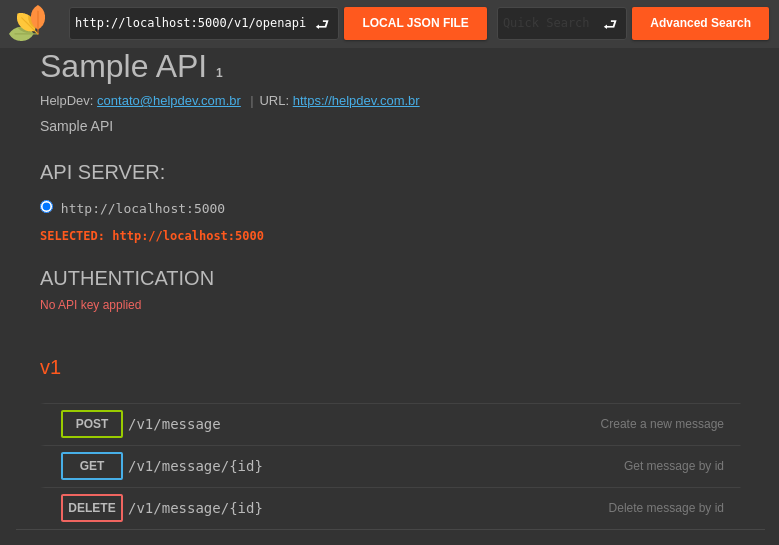 http://localhost:5000/v1/openapi LOCAL JSON FILE Quick Search Advanced Search
Sample API 1
HelpDev: contato@helpdev.com.br | URL: https://helpdev.com.br
Sample API
API SERVER:
http://localhost:5000
SELECTED: http://localhost:5000
AUTHENTICATION
No API key applied
v1
POST /v1/message Create a new message
GET /v1/message/{id} Get message by id
DELETE /v1/message/{id} Delete message by id